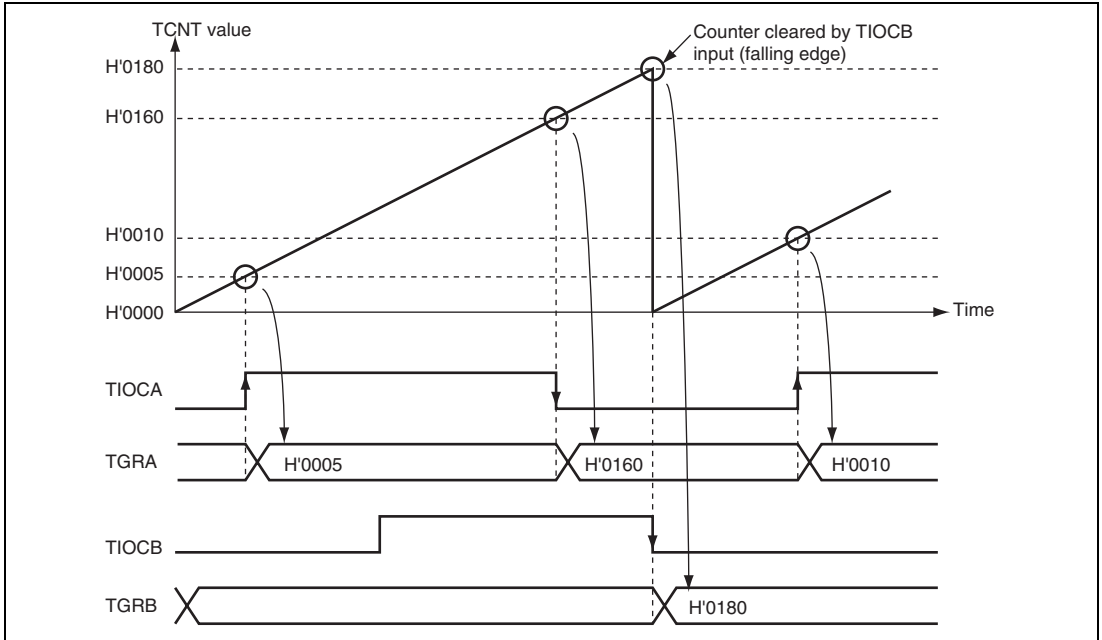 TCNT value
Counter cleared by TIOCB
input (falling edge)
H'0180
H'0160
H'0010
H'0005
H'0000
Time
TIOCA
TGRA
H'0005
H'0160
H'0010
TIOCB
TGRB
H'0180